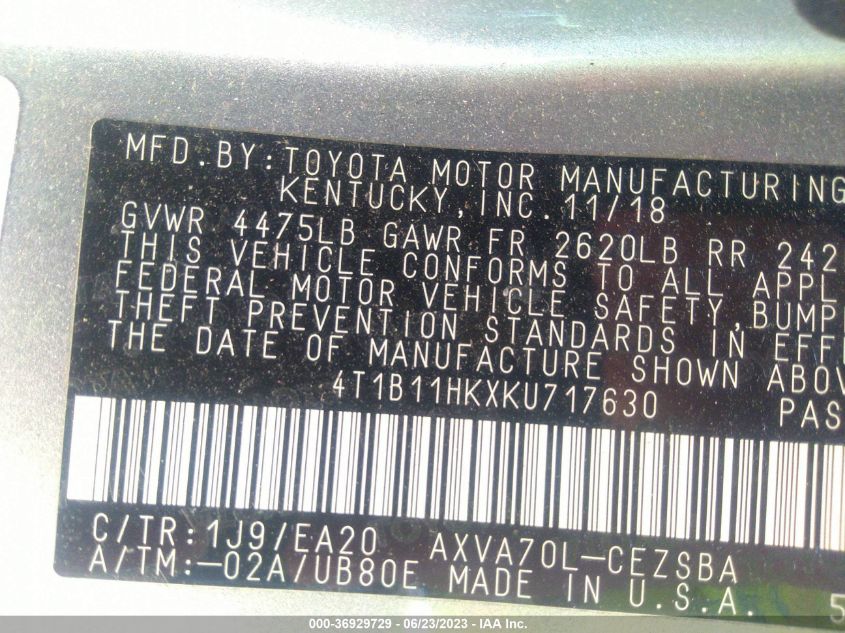 MFD.BY:TOYOTA MOTOR MANUFACTURING
KENTUCKY,INC.11/18
GVWR 4475LB GAWR FR 2620LB RR 242
THIS VEHICLE CONFORMS TO ALL APPL
FEDERAL MOTOR VEHICLE SAFETY,BUMP
THEFT PREVENTION STANDARDS IN EFF
THE DATE OF MANUFACTURE SHOWN ABOV
4T1B11HKXKU717630 PAS
C/TR:1J9/EA20 AXVA70L-CEZSBA
A/TM:-02A/UB80E MADE IN U.S.A. 5
000-36929729 - 06/23/2023 - IAA Inc.